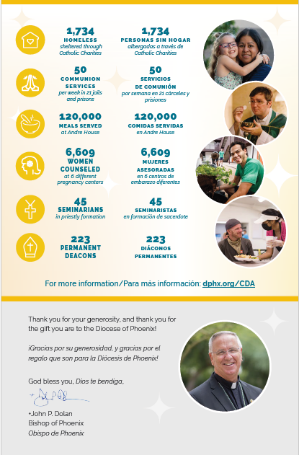 1,734
HOMELESS
sheltered through
Catholic Charities
1,734
PERSONAS SIN HOGAR
albergadas a través de
Catholic Charities
50
COMMUNION
SERVICES
per week in 21 jails
and prisons
50
SERVICIOS
DE COMUNIÓN
por semana en 21 cárceles y
prisiones
120,000
MEALS SERVED
at Andre House
120,000
COMIDAS SERVIDAS
en Andre House
6,609
WOMEN
COUNSELED
at 6 different
pregnancy centers
6,609
MUJERES
ASESORADAS
en 6 centros de
embarazo diferentes
45
SEMINARIANS
in priestly formation
45
SEMINARISTAS
en formación de sacerdote
223
PERMANENT
DEACONS
223
DIÁCONOS
PERMANENTES
For more information/Para más información: dphx.org/CDA
Thank you for your generosity, and thank you for
the gift you are to the Diocese of Phoenix!
¡Gracias por su generosidad, y gracias por el
regalo que son para la Diócesis de Phoenix!
God bless you, Dios te bendiga,
+John P. Dolan
Bishop of Phoenix
Obispo de Phoenix